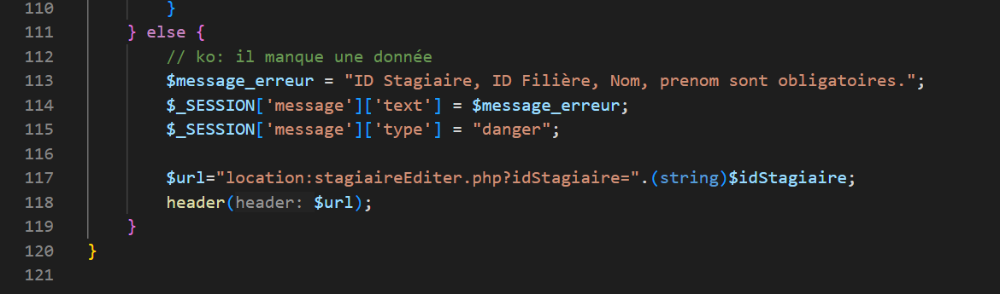 110 }
111 } else {
112 // ko: il manque une donnée
113 $message_erreur = "ID Stagiaire, ID Filière, Nom, prenom sont obligatoires.";
114 $_SESSION['message']['text'] = $message_erreur;
115 $_SESSION['message']['type'] = "danger";
116
117 $url="location:stagiaireEditer.php?idStagiaire=".(string)$idStagiaire;
118 header(header: $url);
119 }
120 }
121